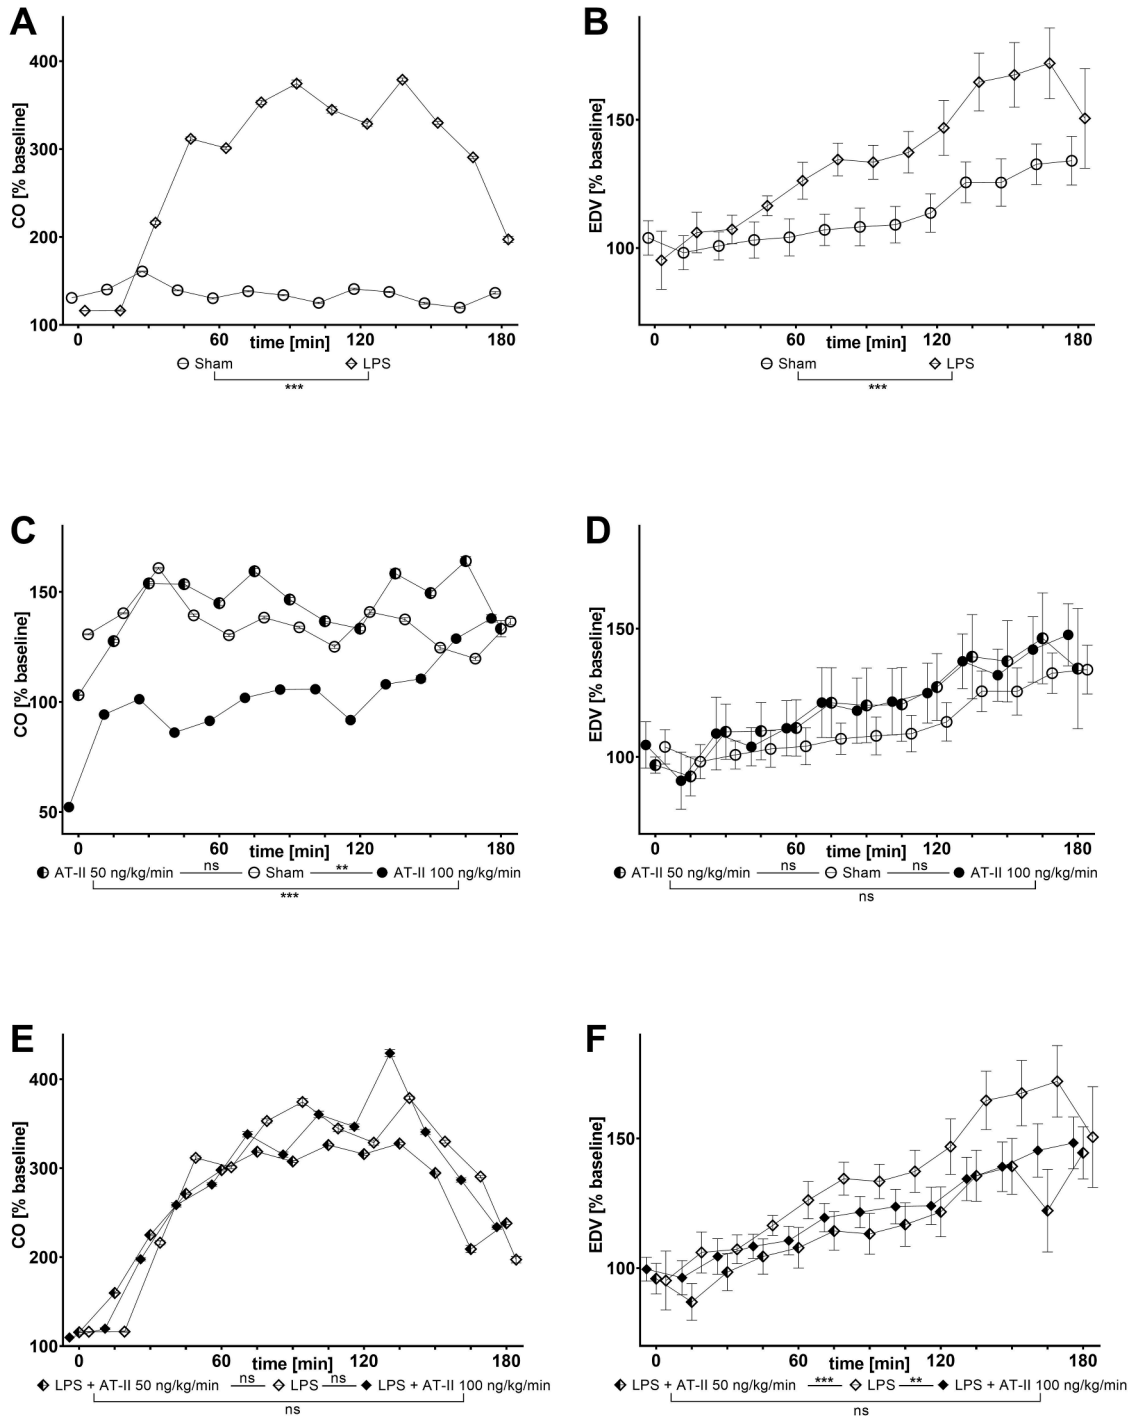 A
CO [% baseline]
400
300
200
100
0 60 120 180
time [min]
Sham LPS
***
B
EDV [% baseline]
150
100
0 60 120 180
time [min]
Sham LPS
***
C
CO [% baseline]
150
100
50
0 60 120 180
time [min]
AT-II 50 ng/kg/min ns Sham ** AT-II 100 ng/kg/min
***
D
EDV [% baseline]
150
100
0 60 120 180
time [min]
AT-II 50 ng/kg/min ns Sham ns AT-II 100 ng/kg/min
ns
E
CO [% baseline]
400
300
200
100
0 60 120 180
time [min]
LPS + AT-II 50 ng/kg/min ns LPS ns LPS + AT-II 100 ng/kg/min
ns
F
EDV [% baseline]
150
100
0 60 120 180
time [min]
LPS + AT-II 50 ng/kg/min *** LPS ** LPS + AT-II 100 ng/kg/min
ns